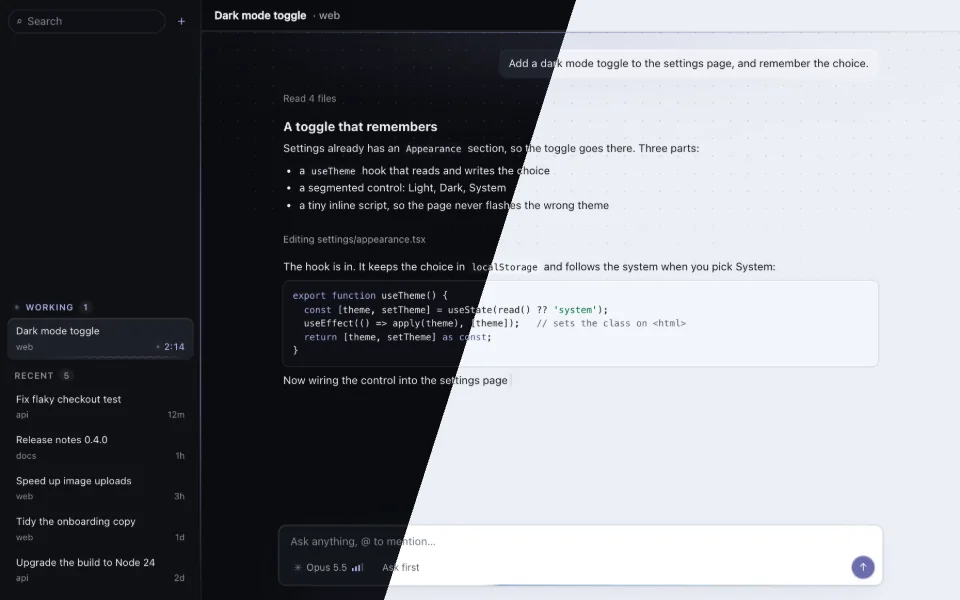 Search
+
WORKING 1
Dark mode toggle
web
2:14
RECENT 5
Fix flaky checkout test
api 12m
Release notes 0.4.0
docs 1h
Speed up image uploads
web 3h
Tidy the onboarding copy
web 1d
Upgrade the build to Node 24
api 2d
Dark mode toggle · web
Add a dark mode toggle to the settings page, and remember the choice.
Read 4 files
A toggle that remembers
Settings already has an Appearance section, so the toggle goes there. Three parts:
• a useTheme hook that reads and writes the choice
• a segmented control: Light, Dark, System
• a tiny inline script, so the page never flashes the wrong theme
Editing settings/appearance.tsx
The hook is in. It keeps the choice in localStorage and follows the system when you pick System:
export function useTheme() {
  const [theme, setTheme] = useState(read() ?? 'system');
  useEffect(() => apply(theme), [theme]);   // sets the class on <html>
  return [theme, setTheme] as const;
}
Now wiring the control into the settings page
Ask anything, @ to mention…
Opus 5.5 Ask first